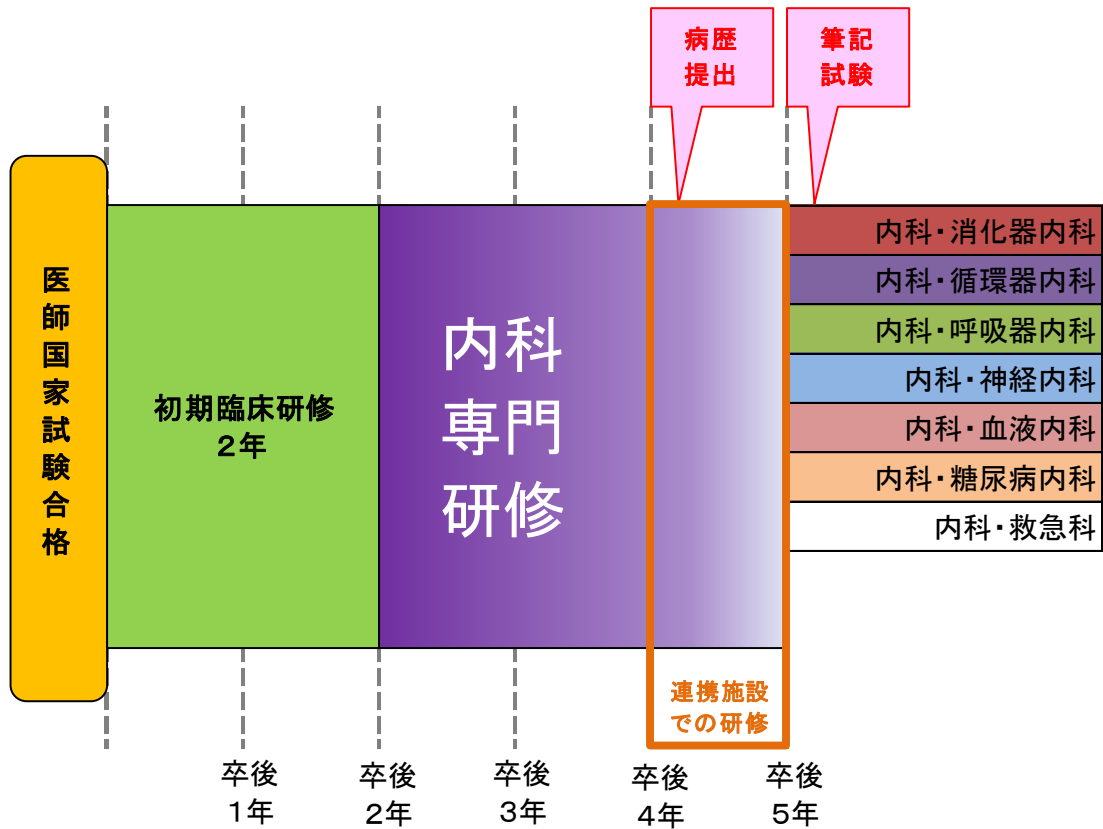 病歴
提出
筆記
試験
医師国家試験合格
初期臨床研修
２年
内科
専門
研修
内科・消化器内科
内科・循環器内科
内科・呼吸器内科
内科・神経内科
内科・血液内科
内科・糖尿病内科
内科・救急科
連携施設
での研修
卒後
１年
卒後
２年
卒後
３年
卒後
４年
卒後
５年